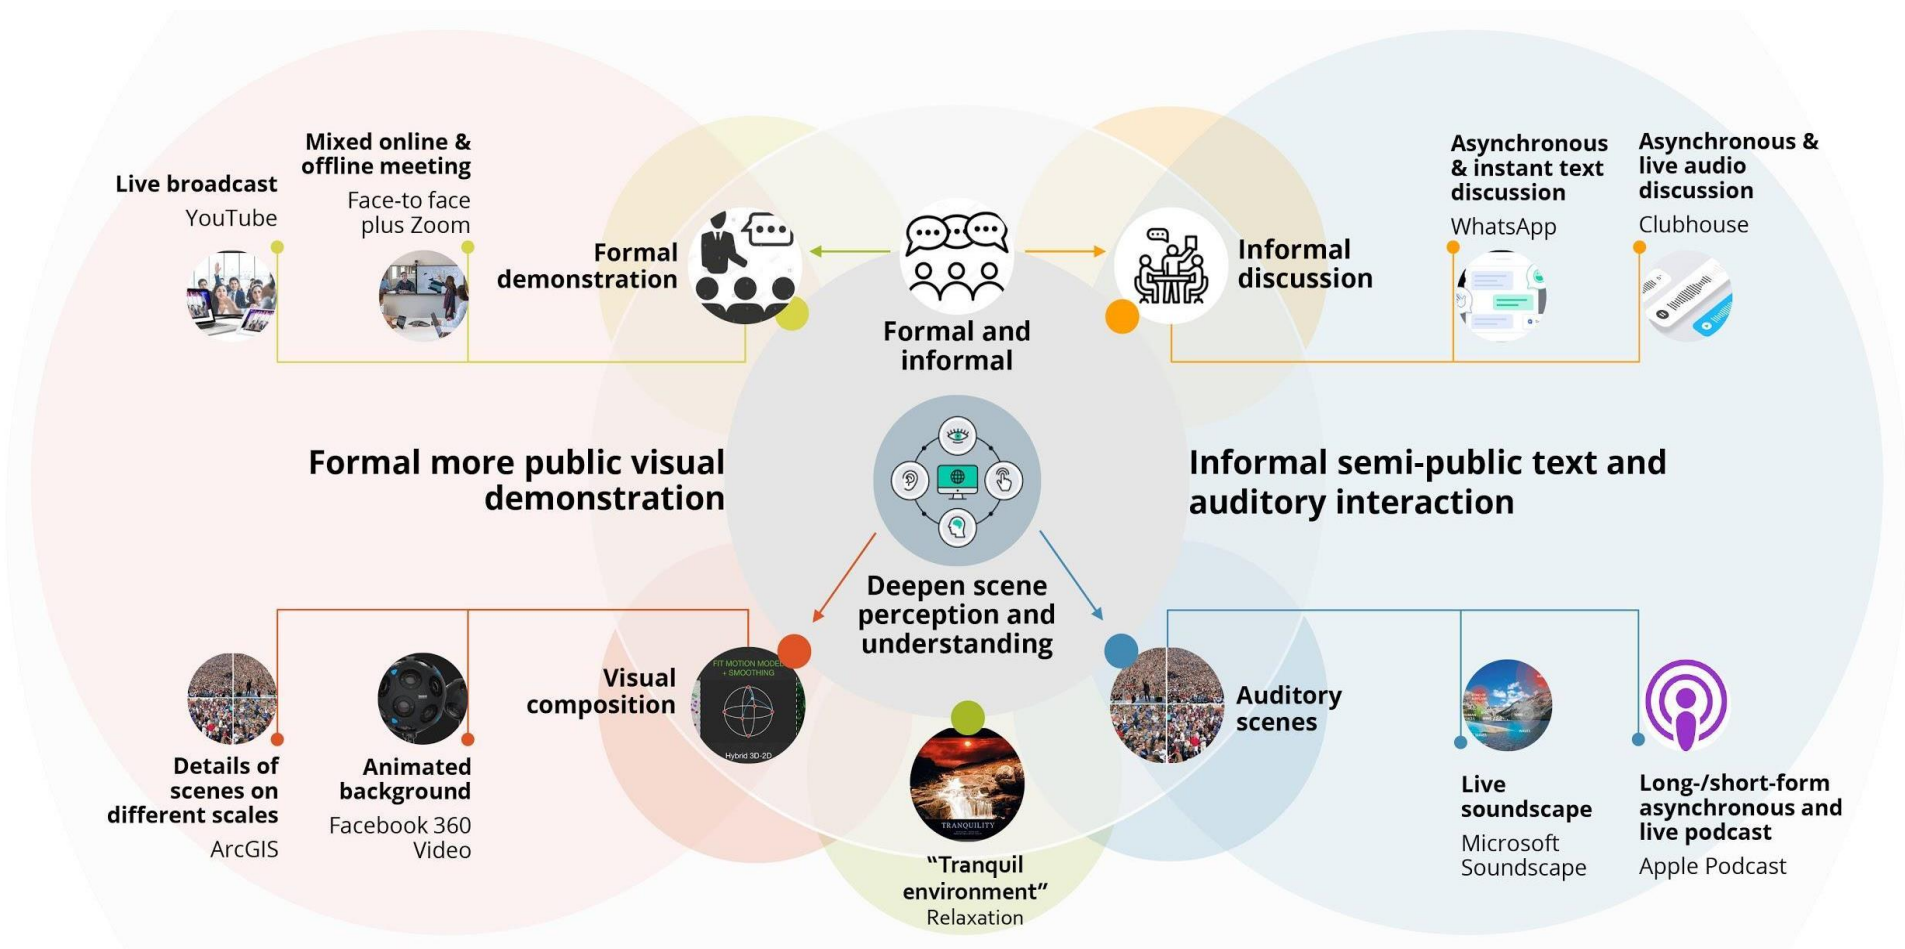 Live broadcast
YouTube
Mixed online &
offline meeting
Face-to face
plus Zoom
Formal
demonstration
Formal and
informal
Informal
discussion
Asynchronous
& instant text
discussion
WhatsApp
Asynchronous &
live audio
discussion
Clubhouse
Formal more public visual
demonstration
Informal semi-public text and
auditory interaction
Deepen scene
perception and
understanding
Details of
scenes on
different scales
ArcGIS
Animated
background
Facebook 360
Video
Visual
composition
FIT MOTION MODEL
+ SMOOTHING
Hybrid 3D-2D
TRANQUILITY
“Tranquil
environment”
Relaxation
Auditory
scenes
Live
soundscape
Microsoft
Soundscape
Long-/short-form
asynchronous and
live podcast
Apple Podcast